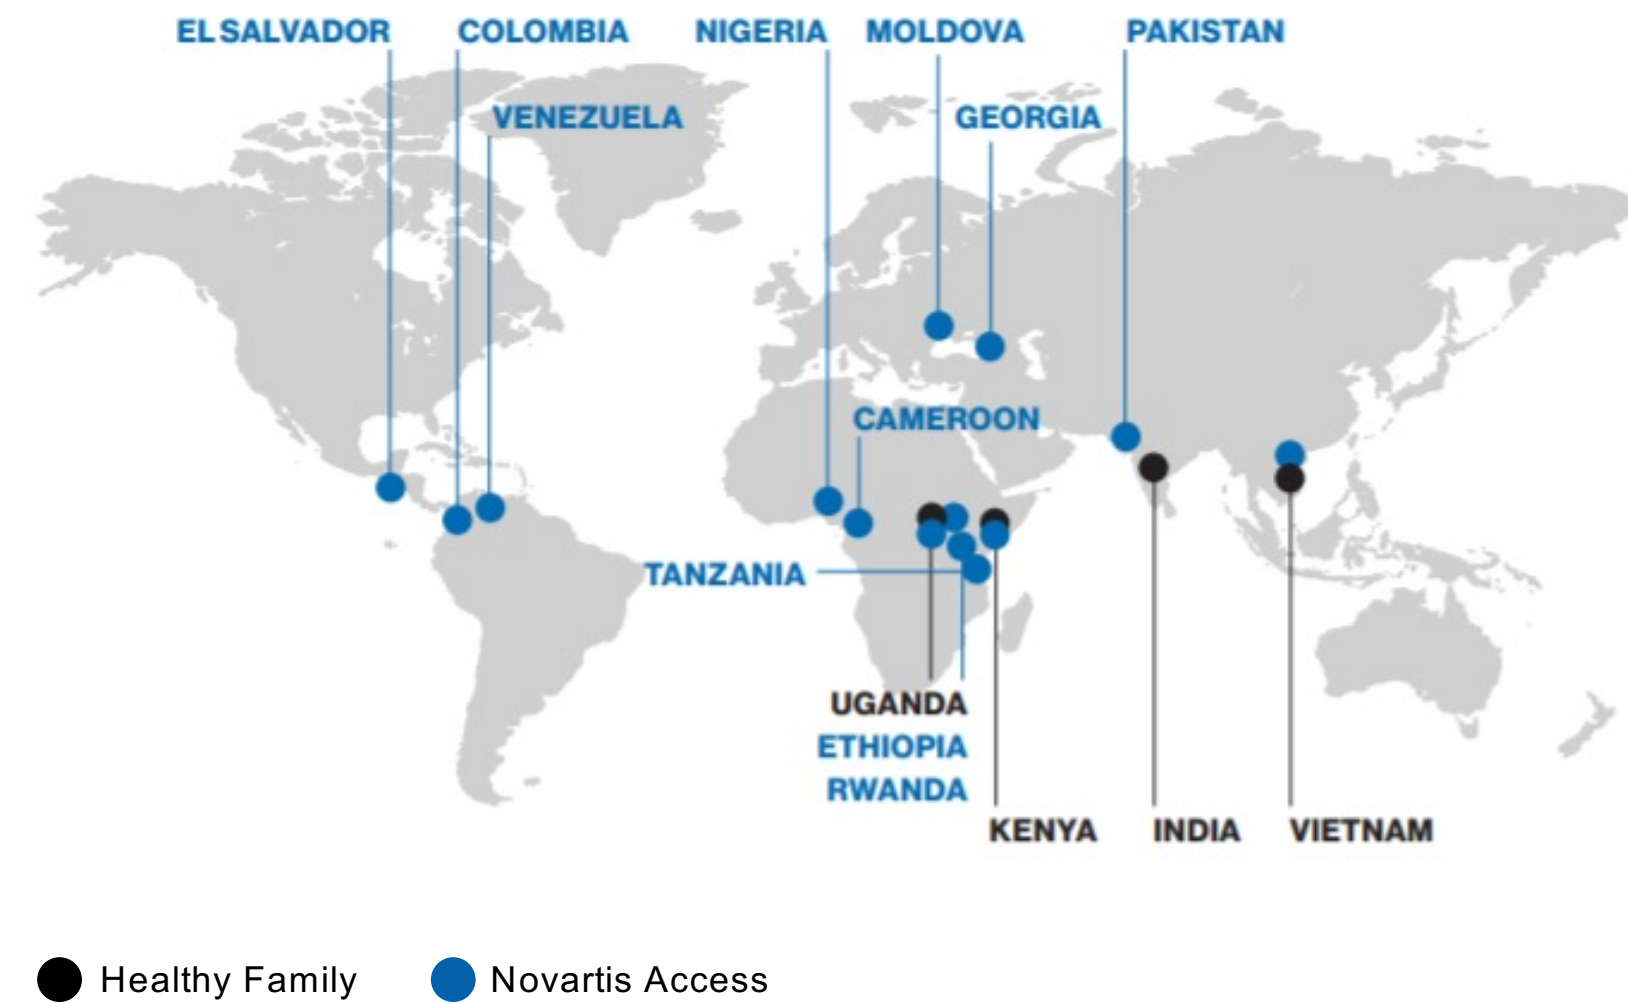 EL SALVADOR
COLOMBIA
NIGERIA
MOLDOVA
PAKISTAN
VENEZUELA
GEORGIA
CAMEROON
TANZANIA
UGANDA
ETHIOPIA
RWANDA
KENYA
INDIA
VIETNAM
Healthy Family
Novartis Access